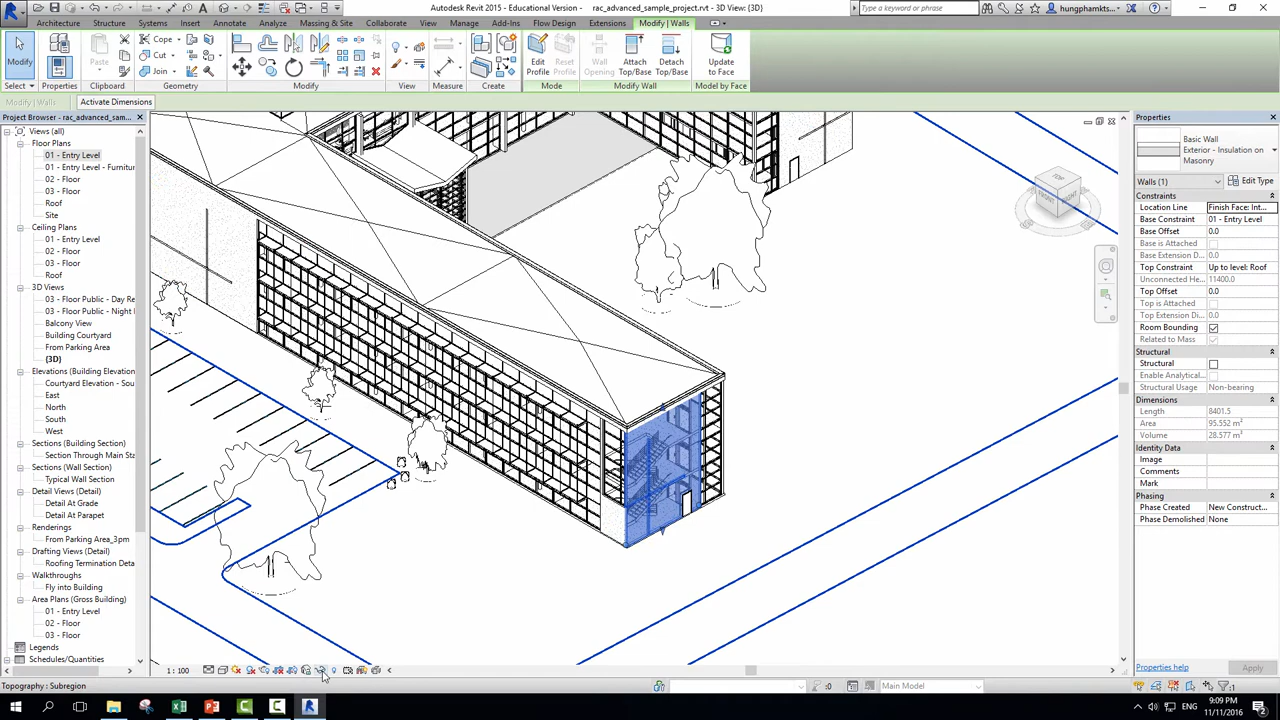 Autodesk Revit 2015 - Educational Version - rac_advanced_sample_project.rvt - 3D View: {3D}
Type a keyword or phrase
hungphamkts...
Architecture Structure Systems Insert Annotate Analyze Massing & Site Collaborate View Manage Add-Ins Flow Design Extensions Modify | Walls
Modify
Paste
Cope
Cut
Join
Edit Profile
Reset Profile
Wall Opening
Attach Top/Base
Detach Top/Base
Update to Face
Select Properties Clipboard Geometry Modify View Measure Create Mode Modify Wall Model by Face
Modify | Walls Activate Dimensions
Project Browser - rac_advanced_sam...
Views (all)
Floor Plans
01 - Entry Level
01 - Entry Level - Furnitur
02 - Floor
03 - Floor
Roof
Site
Ceiling Plans
01 - Entry Level
02 - Floor
03 - Floor
Roof
3D Views
03 - Floor Public - Day Re
03 - Floor Public - Night I
Balcony View
Building Courtyard
From Parking Area
{3D}
Elevations (Building Elevation
Courtyard Elevation - Sou
East
North
South
West
Sections (Building Section)
Section Through Main Sta
Sections (Wall Section)
Typical Wall Section
Detail Views (Detail)
Detail At Grade
Detail At Parapet
Renderings
From Parking Area_3pm
Drafting Views (Detail)
Roofing Termination Deta
Walkthroughs
Fly into Building
Area Plans (Gross Building)
01 - Entry Level
02 - Floor
03 - Floor
Legends
Schedules/Quantities
TOP
FRONT
RIGHT
Properties
Basic Wall
Exterior - Insulation on
Masonry
Walls (1) Edit Type
Constraints
Location Line Finish Face: Int...
Base Constraint 01 - Entry Level
Base Offset 0.0
Base is Attached
Base Extension D...
Top Constraint Up to level: Roof
Unconnected He... 11400.0
Top Offset 0.0
Top is Attached
Top Extension Di... 0.0
Room Bounding
Related to Mass
Structural
Structural
Enable Analytical...
Structural Usage Non-bearing
Dimensions
Length 8401.5
Area 95.552 m²
Volume 28.577 m³
Identity Data
Image
Comments
Mark
Phasing
Phase Created New Construct...
Phase Demolished None
Properties help Apply
1 : 100
Topography : Subregion
:0
Main Model
:1
ENG
9:09 PM
11/11/2016